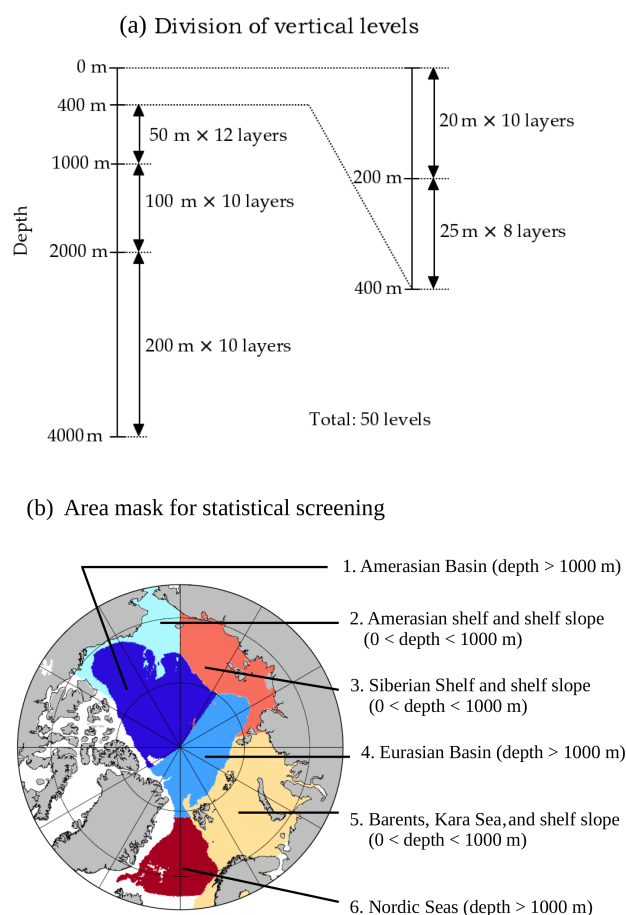 (a) Division of vertical levels
0 m
400 m
50 m × 12 layers
1000 m
100 m × 10 layers
2000 m
200 m × 10 layers
4000 m
Depth
20 m × 10 layers
200 m
25 m × 8 layers
400 m
Total: 50 levels
(b) Area mask for statistical screening
1. Amerasian Basin (depth > 1000 m)
2. Amerasian shelf and shelf slope
(0 < depth < 1000 m)
3. Siberian Shelf and shelf slope
(0 < depth < 1000 m)
4. Eurasian Basin (depth > 1000 m)
5. Barents, Kara Sea, and shelf slope
(0 < depth < 1000 m)
6. Nordic Seas (depth > 1000 m)